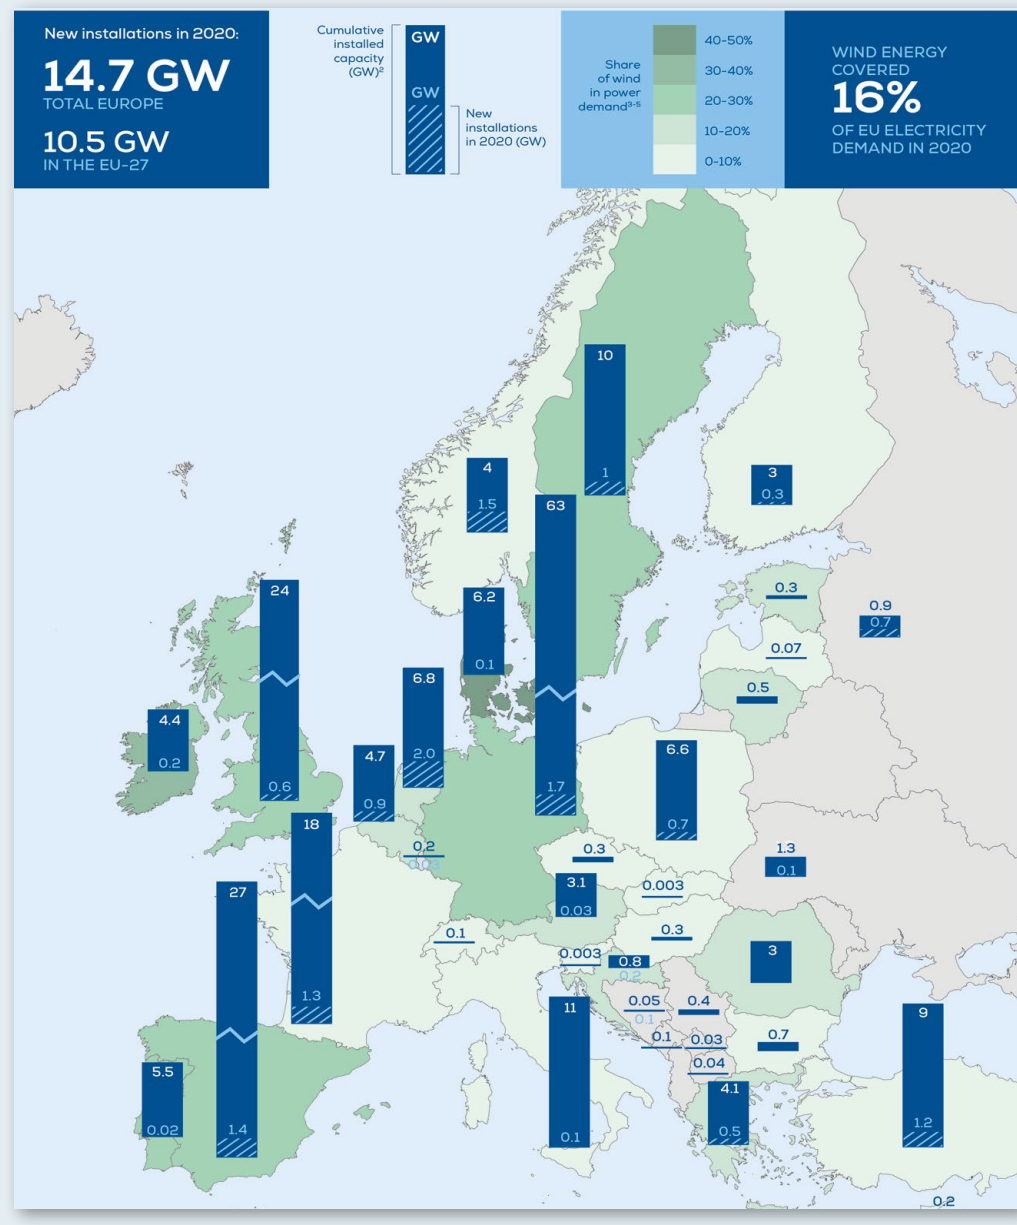 New installations in 2020:
14.7 GW
TOTAL EUROPE
10.5 GW
IN THE EU-27
Cumulative
installed
capacity
(GW)²
GW
GW
New
installations
in 2020 (GW)
Share
of wind
in power
demand³⁻⁵
40-50%
30-40%
20-30%
10-20%
0-10%
WIND ENERGY
COVERED
16%
OF EU ELECTRICITY
DEMAND IN 2020
10
1
4
1.5
3
0.3
63
1.7
24
0.6
6.2
0.1
0.3
0.9
0.7
0.07
6.8
2.0
0.5
4.4
0.2
4.7
0.9
6.6
0.7
18
1.3
0.2
0.3
1.3
0.1
3.1
0.03
0.003
27
1.4
0.1
0.3
0.003
0.8
0.2
3
11
0.1
0.05
0.1
0.4
9
1.2
0.1
0.03
0.7
0.04
5.5
0.02
4.1
0.5
0.2